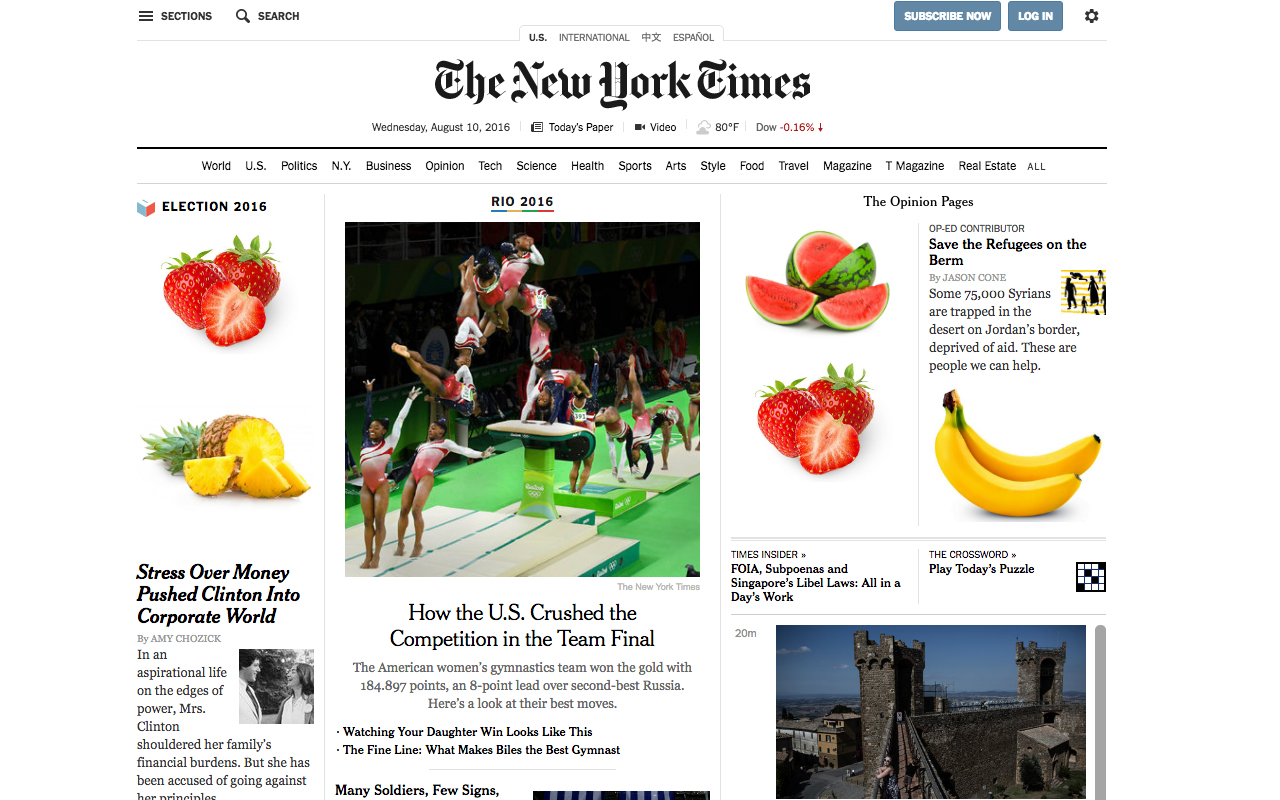 SECTIONS
SEARCH
SUBSCRIBE NOW
LOG IN
U.S.
INTERNATIONAL
中文
ESPAÑOL
The New York Times
Wednesday, August 10, 2016
Today's Paper
Video
80°F
Dow -0.16% ↓
World
U.S.
Politics
N.Y.
Business
Opinion
Tech
Science
Health
Sports
Arts
Style
Food
Travel
Magazine
T Magazine
Real Estate
ALL
ELECTION 2016
Stress Over Money
Pushed Clinton Into
Corporate World
By AMY CHOZICK
In an
aspirational life
on the edges of
power, Mrs.
Clinton
shouldered her family's
financial burdens. But she has
been accused of going against
her principles.
RIO 2016
The New York Times
How the U.S. Crushed the
Competition in the Team Final
The American women's gymnastics team won the gold with
184.897 points, an 8-point lead over second-best Russia.
Here's a look at their best moves.
· Watching Your Daughter Win Looks Like This
· The Fine Line: What Makes Biles the Best Gymnast
Many Soldiers, Few Signs,
The Opinion Pages
OP-ED CONTRIBUTOR
Save the Refugees on the
Berm
By JASON CONE
Some 75,000 Syrians
are trapped in the
desert on Jordan's border,
deprived of aid. These are
people we can help.
TIMES INSIDER »
FOIA, Subpoenas and
Singapore's Libel Laws: All in a
Day's Work
THE CROSSWORD »
Play Today's Puzzle
20m